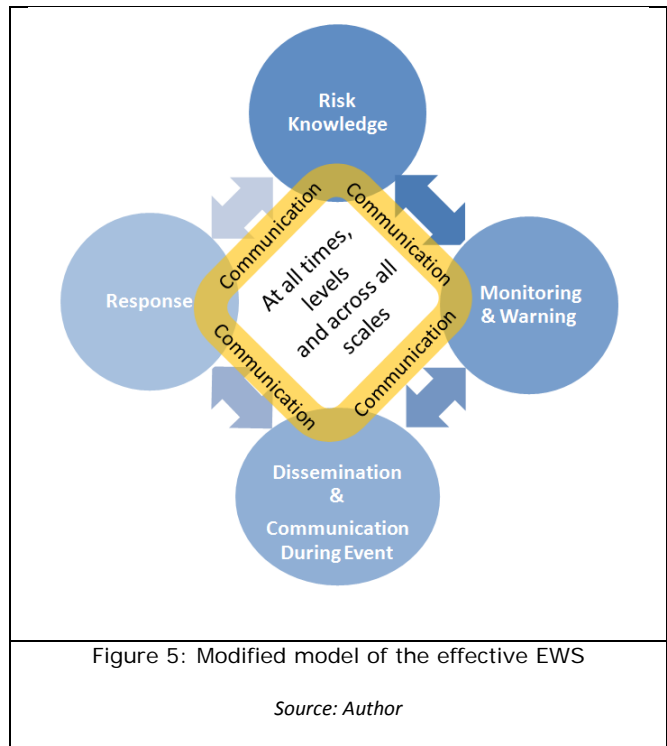 Risk
Knowledge
Communication
Communication
At all times,
levels
and across all
scales
Response
Monitoring
& Warning
Communication
Communication
Dissemination
&
Communication
During Event
Figure 5: Modified model of the effective EWS
Source: Author